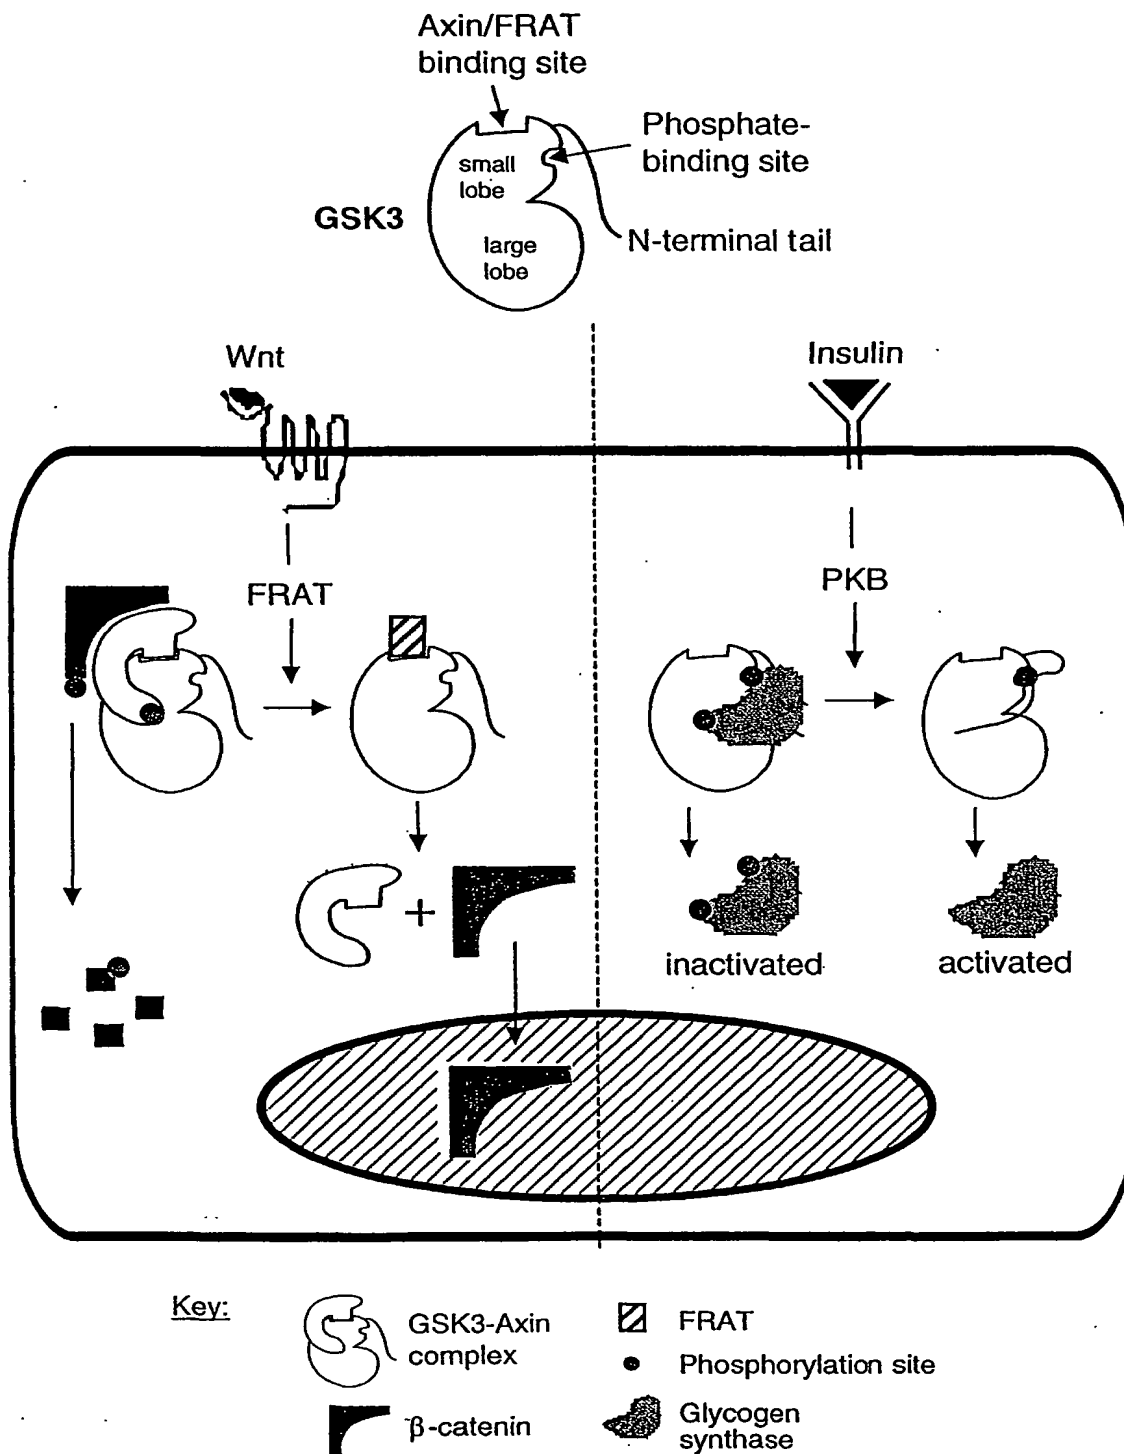 Axin/FRAT
binding site
Phosphate-
binding site
small
lobe
GSK3
N-terminal tail
large
lobe
Wnt
Insulin
FRAT
PKB
+
inactivated
activated
Key:
GSK3-Axin
complex
FRAT
Phosphorylation site
β-catenin
Glycogen
synthase